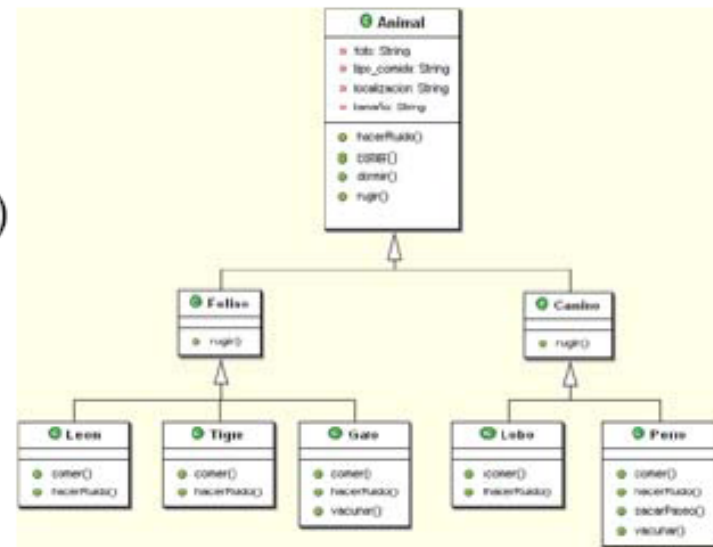 Animal
foto: String
tipo_comida: String
localizacion: String
tamaño: String
hacerRuido()
comer()
dormir()
rugir()
)
Felino
rugir()
Canino
rugir()
Leon
comer()
hacerRuido()
Tigre
comer()
hacerRuido()
Gato
comer()
hacerRuido()
vacunar()
Lobo
comer()
hacerRuido()
Perro
comer()
hacerRuido()
sacarPaseo()
vacunar()